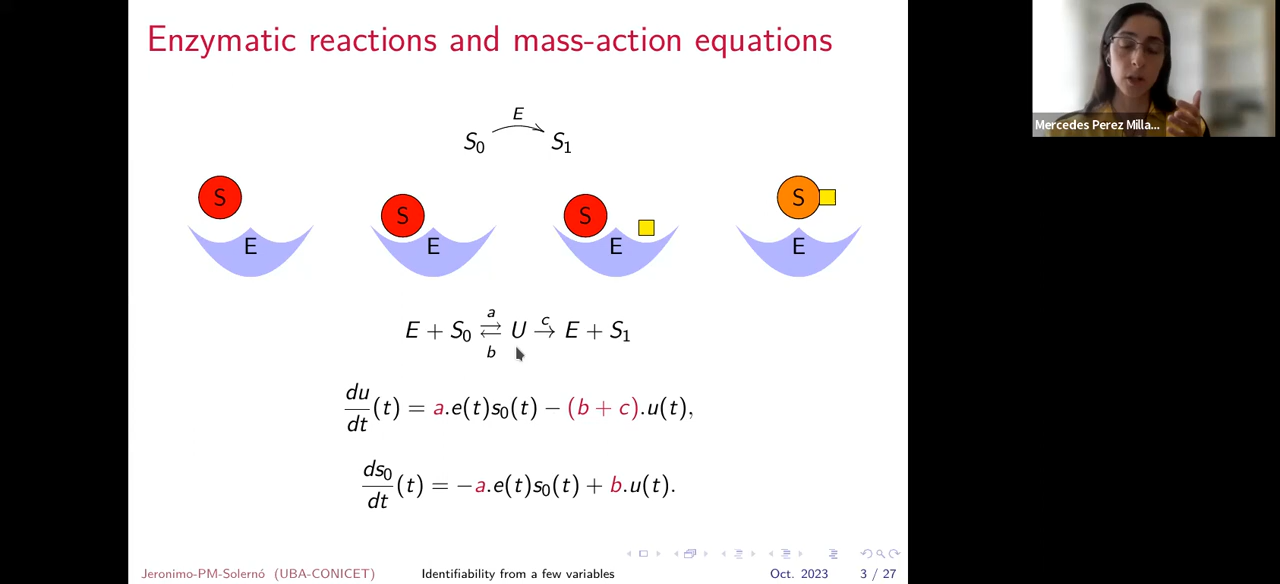 Enzymatic reactions and mass-action equations
Mercedes Perez Milla...
E
S₀ → S₁
S S S S
E E E E
a
E + S₀ ⇄ U →ᶜ E + S₁
b
du/dt (t) = a.e(t)s₀(t) − (b + c).u(t),
ds₀/dt (t) = −a.e(t)s₀(t) + b.u(t).
Jeronimo-PM-Solernó (UBA-CONICET) Identifiability from a few variables Oct. 2023 3 / 27